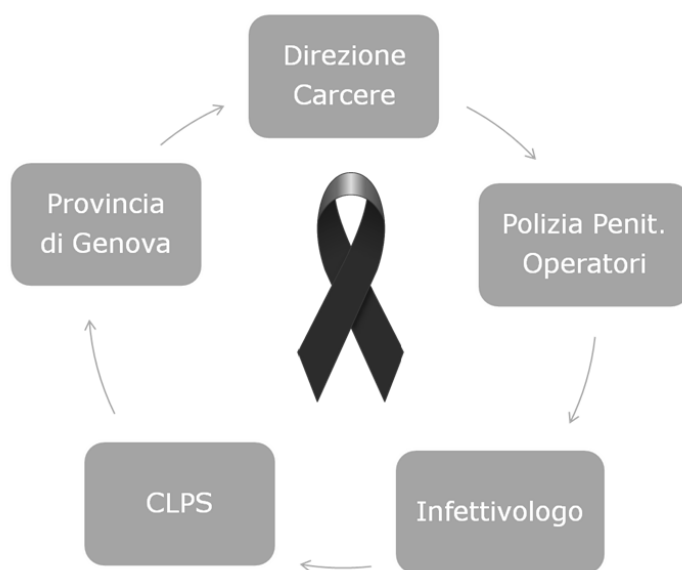 Direzione
Carcere
Provincia
di Genova
Polizia Penit.
Operatori
CLPS
Infettivologo